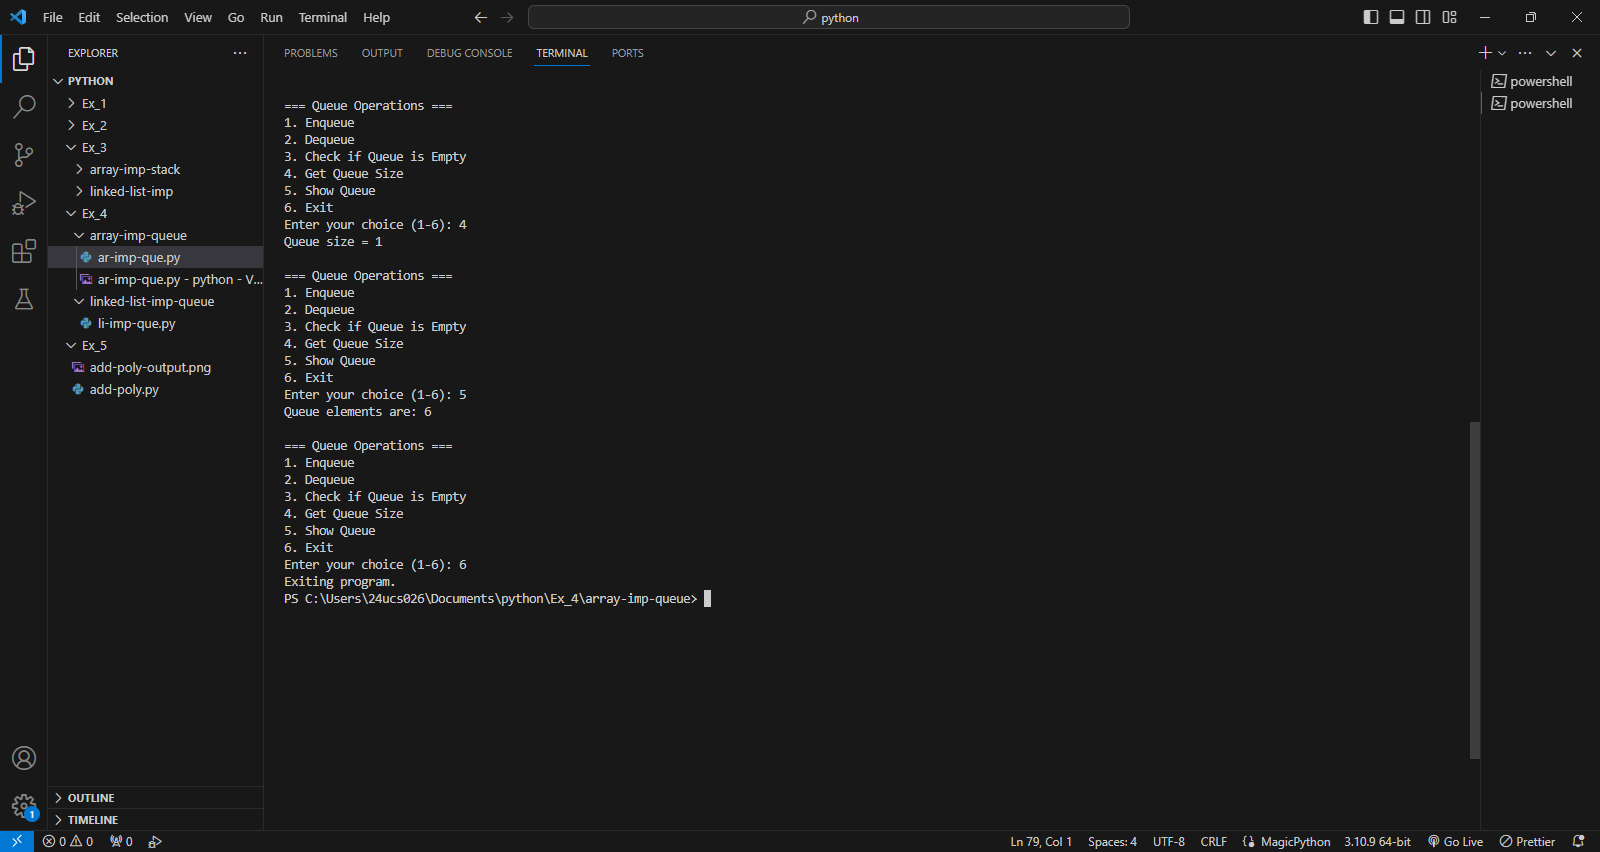 File Edit Selection View Go Run Terminal Help
python
EXPLORER
PROBLEMS OUTPUT DEBUG CONSOLE TERMINAL PORTS
PYTHON
Ex_1
Ex_2
Ex_3
array-imp-stack
linked-list-imp
Ex_4
array-imp-queue
ar-imp-que.py
ar-imp-que.py - python - V...
linked-list-imp-queue
li-imp-que.py
Ex_5
add-poly-output.png
add-poly.py
OUTLINE
TIMELINE
=== Queue Operations ===
1. Enqueue
2. Dequeue
3. Check if Queue is Empty
4. Get Queue Size
5. Show Queue
6. Exit
Enter your choice (1-6): 4
Queue size = 1
=== Queue Operations ===
1. Enqueue
2. Dequeue
3. Check if Queue is Empty
4. Get Queue Size
5. Show Queue
6. Exit
Enter your choice (1-6): 5
Queue elements are: 6
=== Queue Operations ===
1. Enqueue
2. Dequeue
3. Check if Queue is Empty
4. Get Queue Size
5. Show Queue
6. Exit
Enter your choice (1-6): 6
Exiting program.
PS C:\Users\24ucs026\Documents\python\Ex_4\array-imp-queue>
powershell
powershell
1
0 0 0
Ln 79, Col 1 Spaces: 4 UTF-8 CRLF MagicPython 3.10.9 64-bit Go Live Prettier